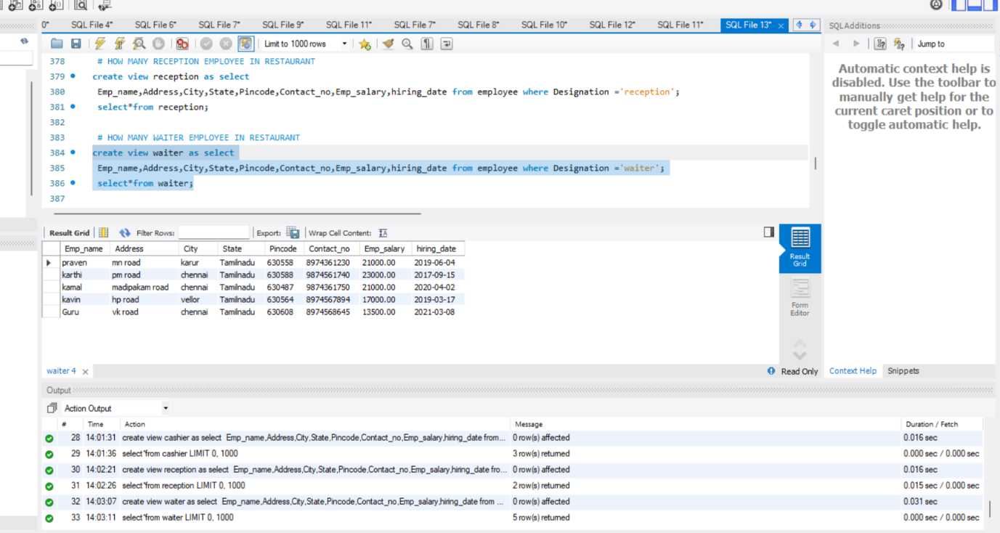 0* SQL File 4* SQL File 6* SQL File 7* SQL File 9* SQL File 11* SQL File 7* SQL File 8* SQL File 10* SQL File 12* SQL File 11* SQL File 13* SQLAdditions
Limit to 1000 rows Jump to
378 # HOW MANY RECEPTION EMPLOYEE IN RESTAURANT
379 create view reception as select
380 Emp_name,Address,City,State,Pincode,Contact_no,Emp_salary,hiring_date from employee where Designation ='reception';
381 select*from reception;
382
383 # HOW MANY WAITER EMPLOYEE IN RESTAURANT
384 create view waiter as select
385 Emp_name,Address,City,State,Pincode,Contact_no,Emp_salary,hiring_date from employee where Designation ='waiter';
386 select*from waiter;
387
Automatic context help is
disabled. Use the toolbar to
manually get help for the
current caret position or to
toggle automatic help.
Result Grid Filter Rows: Export: Wrap Cell Content:
Emp_name Address City State Pincode Contact_no Emp_salary hiring_date
praven mn road karur Tamilnadu 630558 8974361230 21000.00 2019-06-04
karthi pm road chennai Tamilnadu 630588 9874561740 23000.00 2017-09-15
kamal madipakam road chennai Tamilnadu 630487 9874361750 21000.00 2020-04-02
kavin hp road vellor Tamilnadu 630564 8974567894 17000.00 2019-03-17
Guru vk road chennai Tamilnadu 630608 8974568645 13500.00 2021-03-08
Result
Grid
Form
Editor
waiter 4 Read Only Context Help Snippets
Output
Action Output
# Time Action Message Duration / Fetch
28 14:01:31 create view cashier as select Emp_name,Address,City,State,Pincode,Contact_no,Emp_salary,hiring_date from... 0 row(s) affected 0.016 sec
29 14:01:36 select*from cashier LIMIT 0, 1000 3 row(s) returned 0.000 sec / 0.000 sec
30 14:02:21 create view reception as select Emp_name,Address,City,State,Pincode,Contact_no,Emp_salary,hiring_date fro... 0 row(s) affected 0.016 sec
31 14:02:26 select*from reception LIMIT 0, 1000 2 row(s) returned 0.015 sec / 0.000 sec
32 14:03:07 create view waiter as select Emp_name,Address,City,State,Pincode,Contact_no,Emp_salary,hiring_date from ... 0 row(s) affected 0.031 sec
33 14:03:11 select*from waiter LIMIT 0, 1000 5 row(s) returned 0.000 sec / 0.000 sec